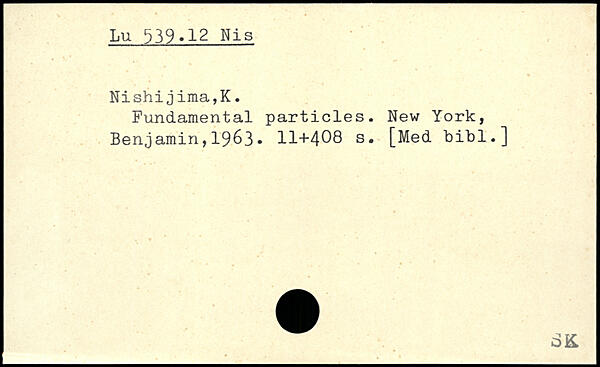 Lu 539.12 Nis
Nishijima,K.
Fundamental particles. New York,
Benjamin,1963. 11+408 s. [Med bibl.]
SK